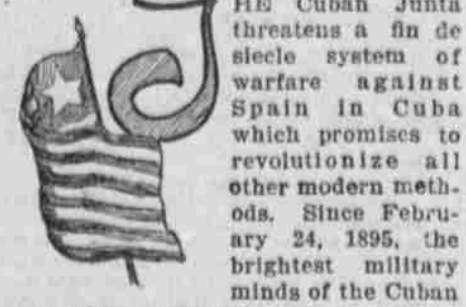 THE Cuban Junta
threatens a fin de
siecle system of
warfare against
Spain in Cuba
which promises to
revolutionize all
other modern meth-
ods. Since Febru-
ary 24, 1895, the
brightest military
minds of the Cuban